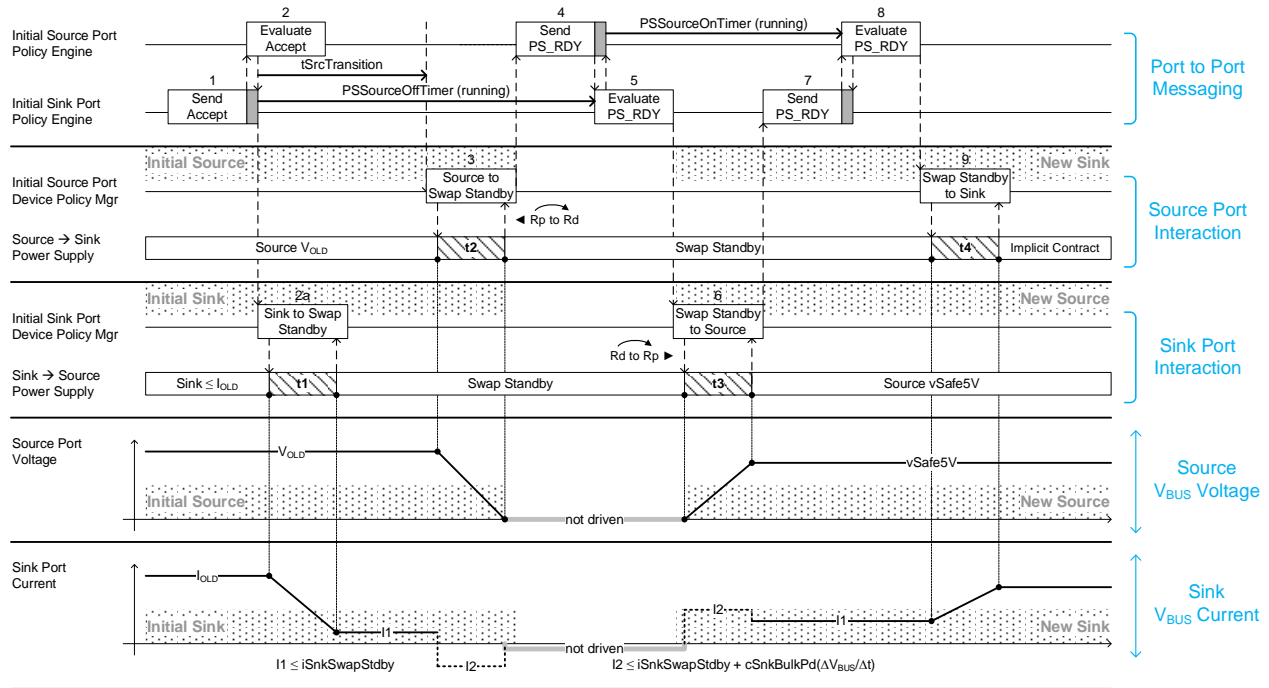 2
4
8
Initial Source Port
Policy Engine
Evaluate
Accept
Send
PS_RDY
PSSourceOnTimer (running)
Evaluate
PS_RDY
tSrcTransition
1
5
7
Initial Sink Port
Policy Engine
Send
Accept
PSSourceOffTimer (running)
Evaluate
PS_RDY
Send
PS_RDY
Port to Port
Messaging
Initial Source
3
9
New Sink
Initial Source Port
Device Policy Mgr
Source to
Swap Standby
Swap Standby
to Sink
◄ Rp to Rd
Source → Sink
Power Supply
Source VOLD
t2
Swap Standby
t4
Implicit Contract
Source Port
Interaction
Initial Sink
2a
6
New Source
Initial Sink Port
Device Policy Mgr
Sink to Swap
Standby
Swap Standby
to Source
Rd to Rp ►
Sink → Source
Power Supply
Sink ≤ IOLD
t1
Swap Standby
t3
Source vSafe5V
Sink Port
Interaction
Source Port
Voltage
VOLD
vSafe5V
Initial Source
not driven
New Source
Source
VBUS Voltage
Sink Port
Current
IOLD
Initial Sink
I1
I2
not driven
I2
I1
New Sink
I1 ≤ iSnkSwapStdby
I2 ≤ iSnkSwapStdby + cSnkBulkPd(ΔVBUS/Δt)
Sink
VBUS Current